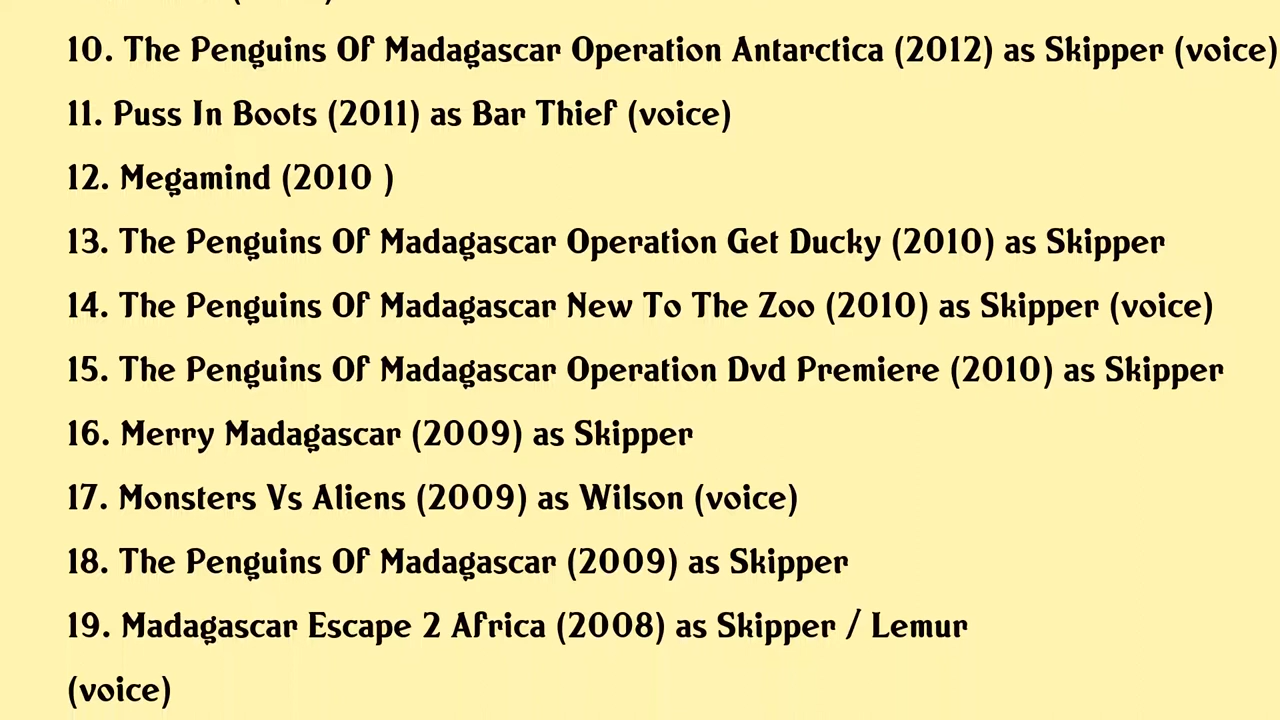 10. The Penguins Of Madagascar Operation Antarctica (2012) as Skipper (voice)
11. Puss In Boots (2011) as Bar Thief (voice)
12. Megamind (2010 )
13. The Penguins Of Madagascar Operation Get Ducky (2010) as Skipper
14. The Penguins Of Madagascar New To The Zoo (2010) as Skipper (voice)
15. The Penguins Of Madagascar Operation Dvd Premiere (2010) as Skipper
16. Merry Madagascar (2009) as Skipper
17. Monsters Vs Aliens (2009) as Wilson (voice)
18. The Penguins Of Madagascar (2009) as Skipper
19. Madagascar Escape 2 Africa (2008) as Skipper / Lemur
(voice)